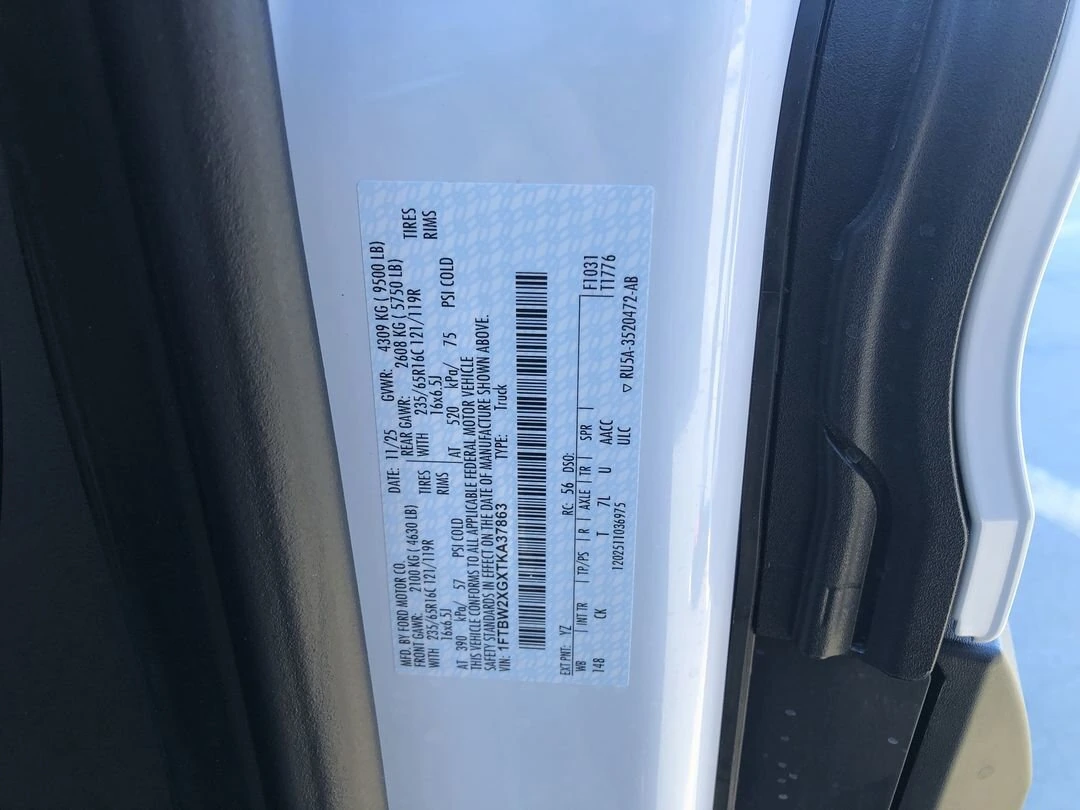 MFD. BY FORD MOTOR CO. DATE: 11/25 GVWR: 4309 KG ( 9500 LB)
FRONT GAWR: 2100 KG ( 4630 LB) REAR GAWR: 2608 KG ( 5750 LB)
WITH 235/65R16C 121/119R TIRES WITH 235/65R16C 121/119R TIRES
16x6.5J RIMS 16x6.5J RIMS
AT 390 kPa/ 57 PSI COLD AT 520 kPa/ 75 PSI COLD
THIS VEHICLE CONFORMS TO ALL APPLICABLE FEDERAL MOTOR VEHICLE
SAFETY STANDARDS IN EFFECT ON THE DATE OF MANUFACTURE SHOWN ABOVE.
VIN: 1FTBW2XGXTKA37863 TYPE: Truck
EXT PNT: YZ RC: 56 DSO: F1031
WB INT TR TP/PS R AXLE TR SPR T1776
148 CK T 7L U AACC
1202511036975 ULC ▽ RU5A-3520472-AB